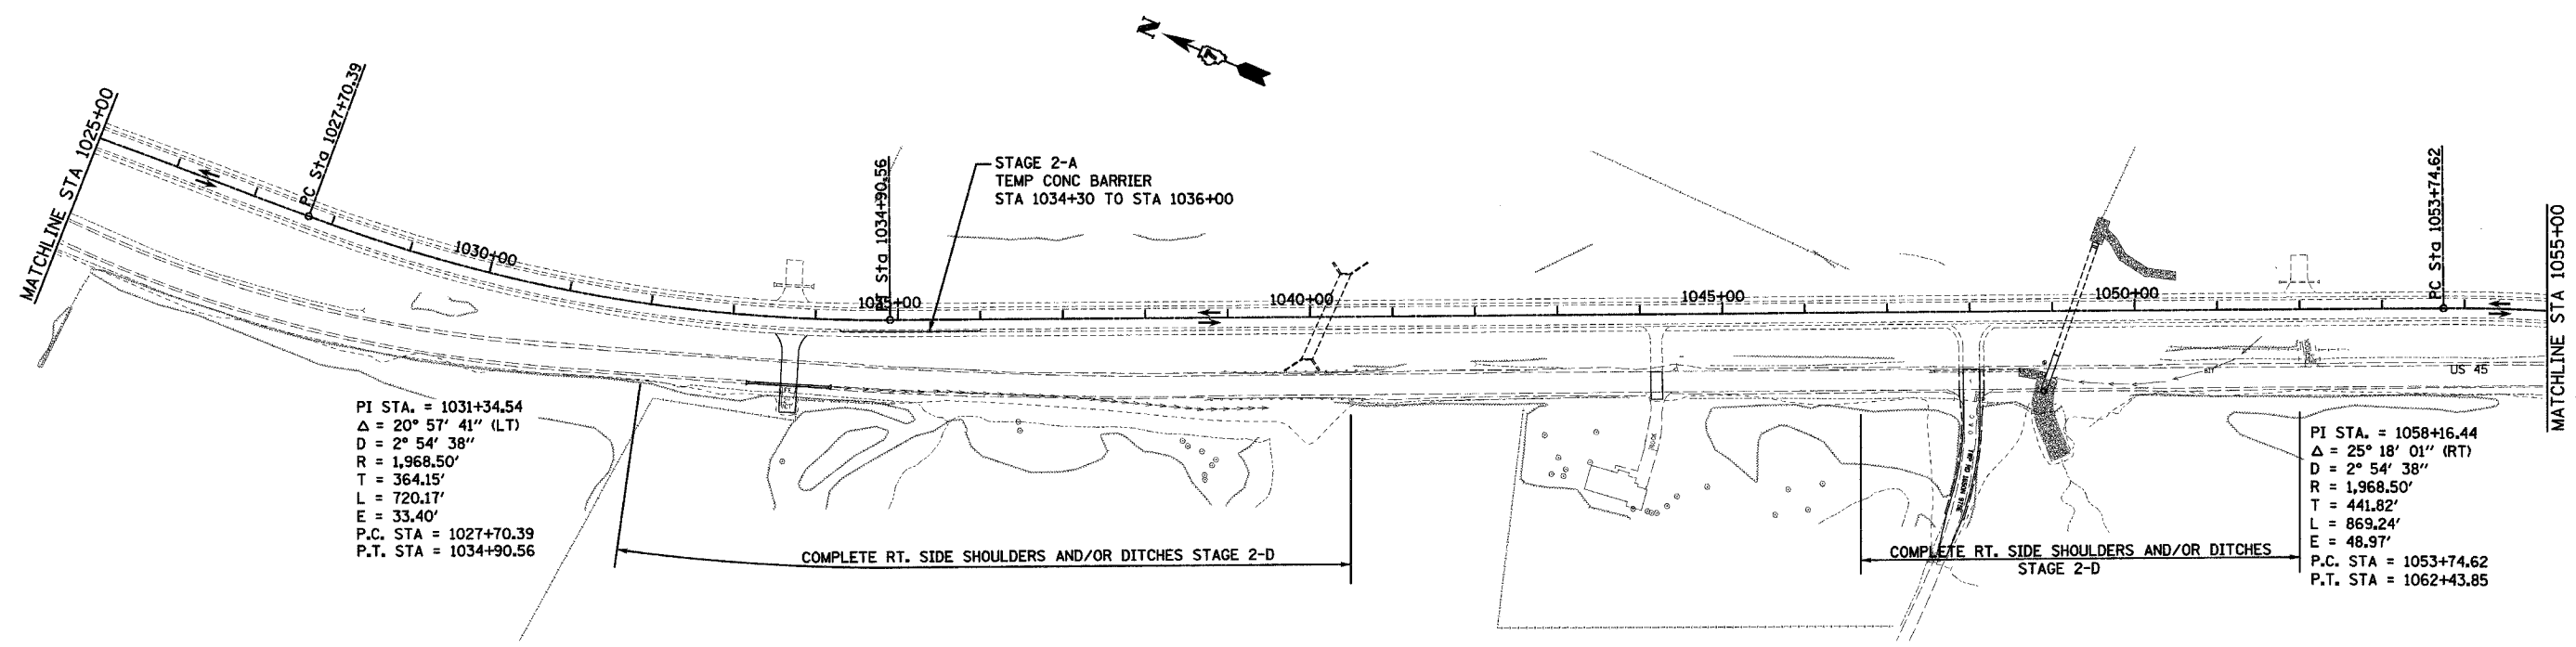 N
MATCHLINE STA 1025+00
PC Sta 1027+70.39
1030+00
PT Sta 1034+90.56
1035+00
STAGE 2-A
TEMP CONC BARRIER
STA 1034+30 TO STA 1036+00
1040+00
1045+00
1050+00
PC Sta 1053+74.62
MATCHLINE STA 1055+00
US 45
PI STA. = 1031+34.54
Δ = 20° 57' 41" (LT)
D = 2° 54' 38"
R = 1,968.50'
T = 364.15'
L = 720.17'
E = 33.40'
P.C. STA = 1027+70.39
P.T. STA = 1034+90.56
COMPLETE RT. SIDE SHOULDERS AND/OR DITCHES STAGE 2-D
COMPLETE RT. SIDE SHOULDERS AND/OR DITCHES
STAGE 2-D
PI STA. = 1058+16.44
Δ = 25° 18' 01" (RT)
D = 2° 54' 38"
R = 1,968.50'
T = 441.82'
L = 869.24'
E = 48.97'
P.C. STA = 1053+74.62
P.T. STA = 1062+43.85